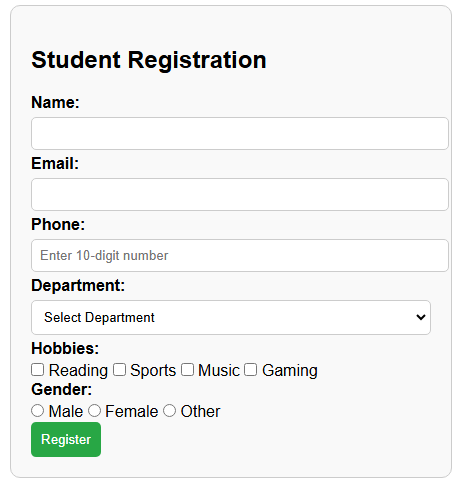 Student Registration
Name:
Email:
Phone:
Enter 10-digit number
Department:
Select Department
Hobbies:
Reading Sports Music Gaming
Gender:
Male Female Other
Register